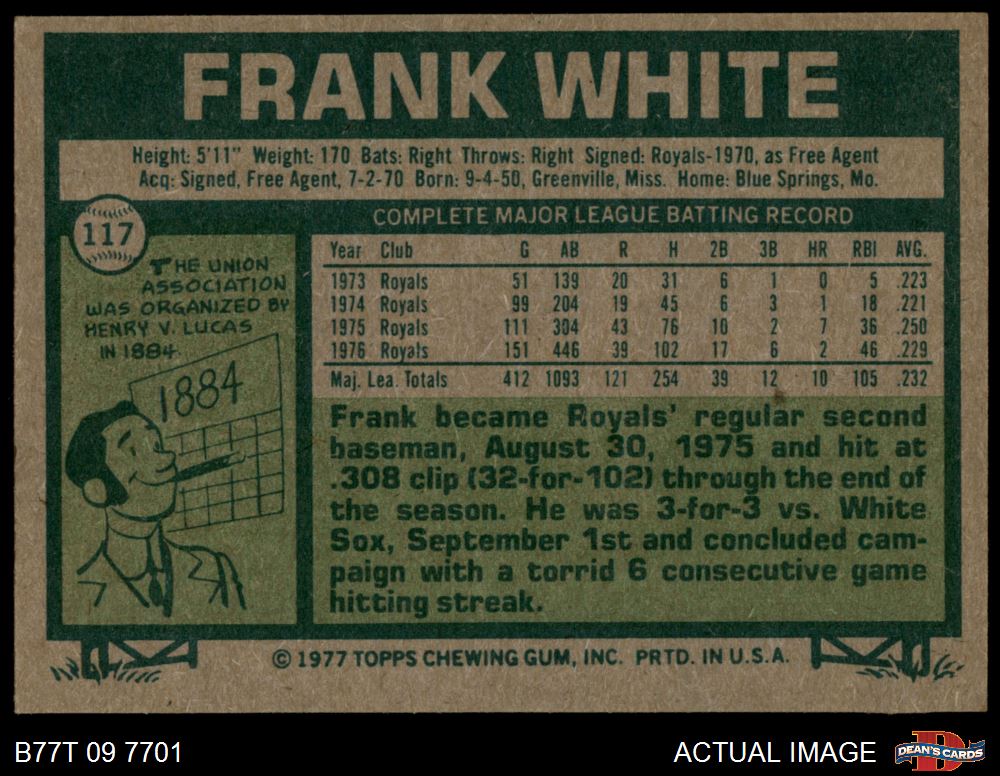 FRANK WHITE
Height: 5'11" Weight: 170 Bats: Right Throws: Right Signed: Royals-1970, as Free Agent
Acq: Signed, Free Agent, 7-2-70 Born: 9-4-50, Greenville, Miss. Home: Blue Springs, Mo.
117
THE UNION
ASSOCIATION
WAS ORGANIZED BY
HENRY V. LUCAS
IN 1884.
1884
COMPLETE MAJOR LEAGUE BATTING RECORD
Year Club G AB R H 2B 3B HR RBI AVG.
1973 Royals 51 139 20 31 6 1 0 5 .223
1974 Royals 99 204 19 45 6 3 1 18 .221
1975 Royals 111 304 43 76 10 2 7 36 .250
1976 Royals 151 446 39 102 17 6 2 46 .229
Maj. Lea. Totals 412 1093 121 254 39 12 10 105 .232
Frank became Royals' regular second
baseman, August 30, 1975 and hit at
.308 clip (32-for-102) through the end of
the season. He was 3-for-3 vs. White
Sox, September 1st and concluded cam-
paign with a torrid 6 consecutive game
hitting streak.
© 1977 TOPPS CHEWING GUM, INC. PRTD. IN U.S.A.
B77T 09 7701
ACTUAL IMAGE
D
DEAN'S CARDS